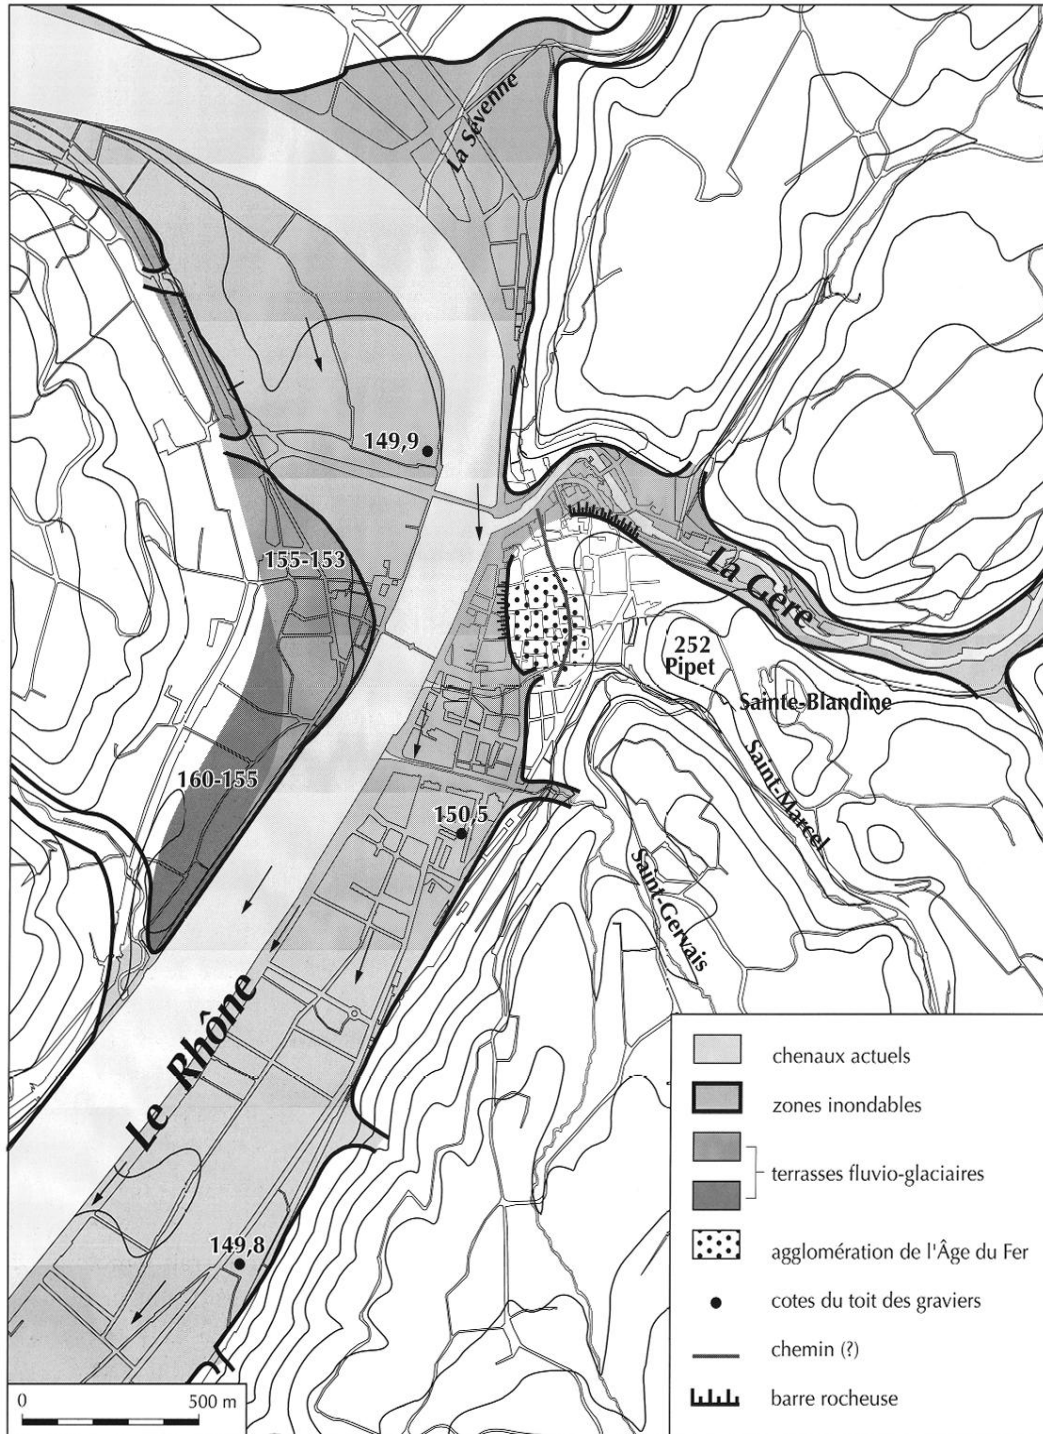 La Sévenne
149,9
155-153
La Gère
252
Pipet
Sainte-Blandine
160-155
150,5
Saint-Marcel
Saint-Gervais
Le Rhône
149,8
chenaux actuels
zones inondables
terrasses fluvio-glaciaires
agglomération de l'Âge du Fer
cotes du toit des graviers
chemin (?)
barre rocheuse
0 500 m